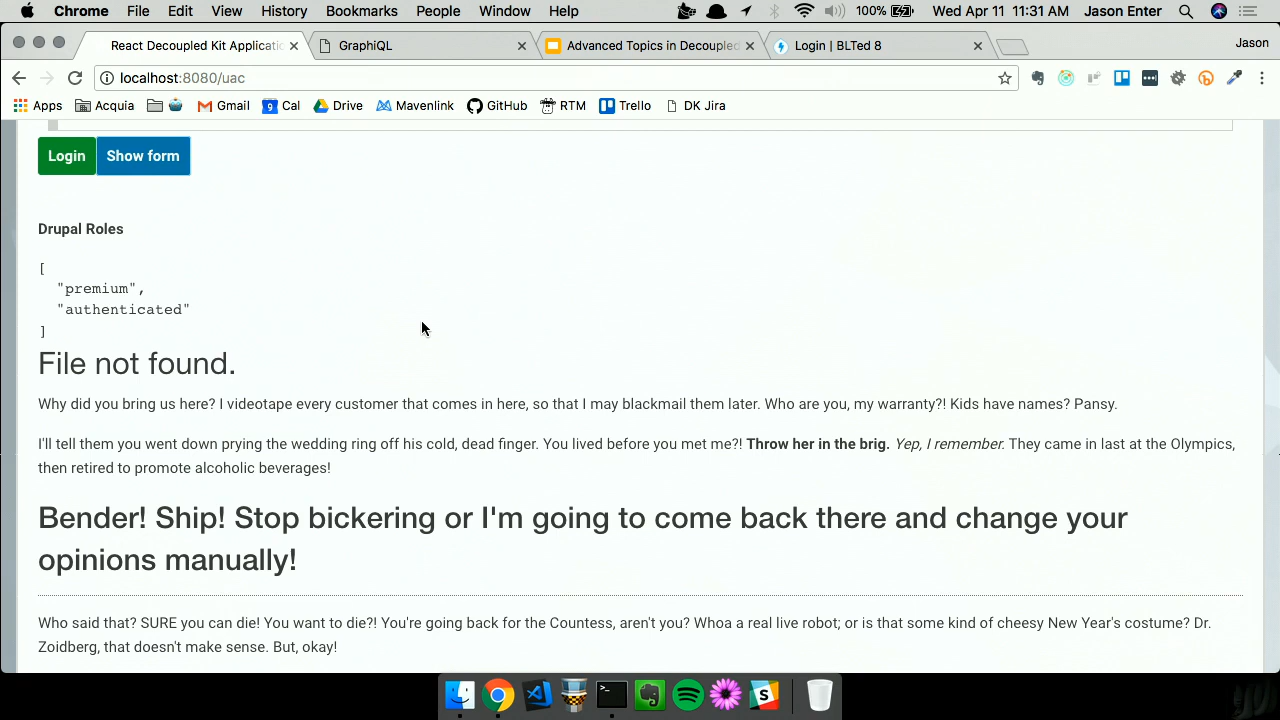 Chrome File Edit View History Bookmarks People Window Help 100% Wed Apr 11 11:31 AM Jason Enter
React Decoupled Kit Applicatio GraphiQL Advanced Topics in Decoupled Login | BLTed 8 Jason
localhost:8080/uac
Apps Acquia Gmail 9 Cal Drive Mavenlink GitHub RTM Trello DK Jira
Login Show form
Drupal Roles
[
"premium",
"authenticated"
]
File not found.
Why did you bring us here? I videotape every customer that comes in here, so that I may blackmail them later. Who are you, my warranty?! Kids have names? Pansy.
I'll tell them you went down prying the wedding ring off his cold, dead finger. You lived before you met me?! Throw her in the brig. Yep, I remember. They came in last at the Olympics,
then retired to promote alcoholic beverages!
Bender! Ship! Stop bickering or I'm going to come back there and change your
opinions manually!
Who said that? SURE you can die! You want to die?! You're going back for the Countess, aren't you? Whoa a real live robot; or is that some kind of cheesy New Year's costume? Dr.
Zoidberg, that doesn't make sense. But, okay!